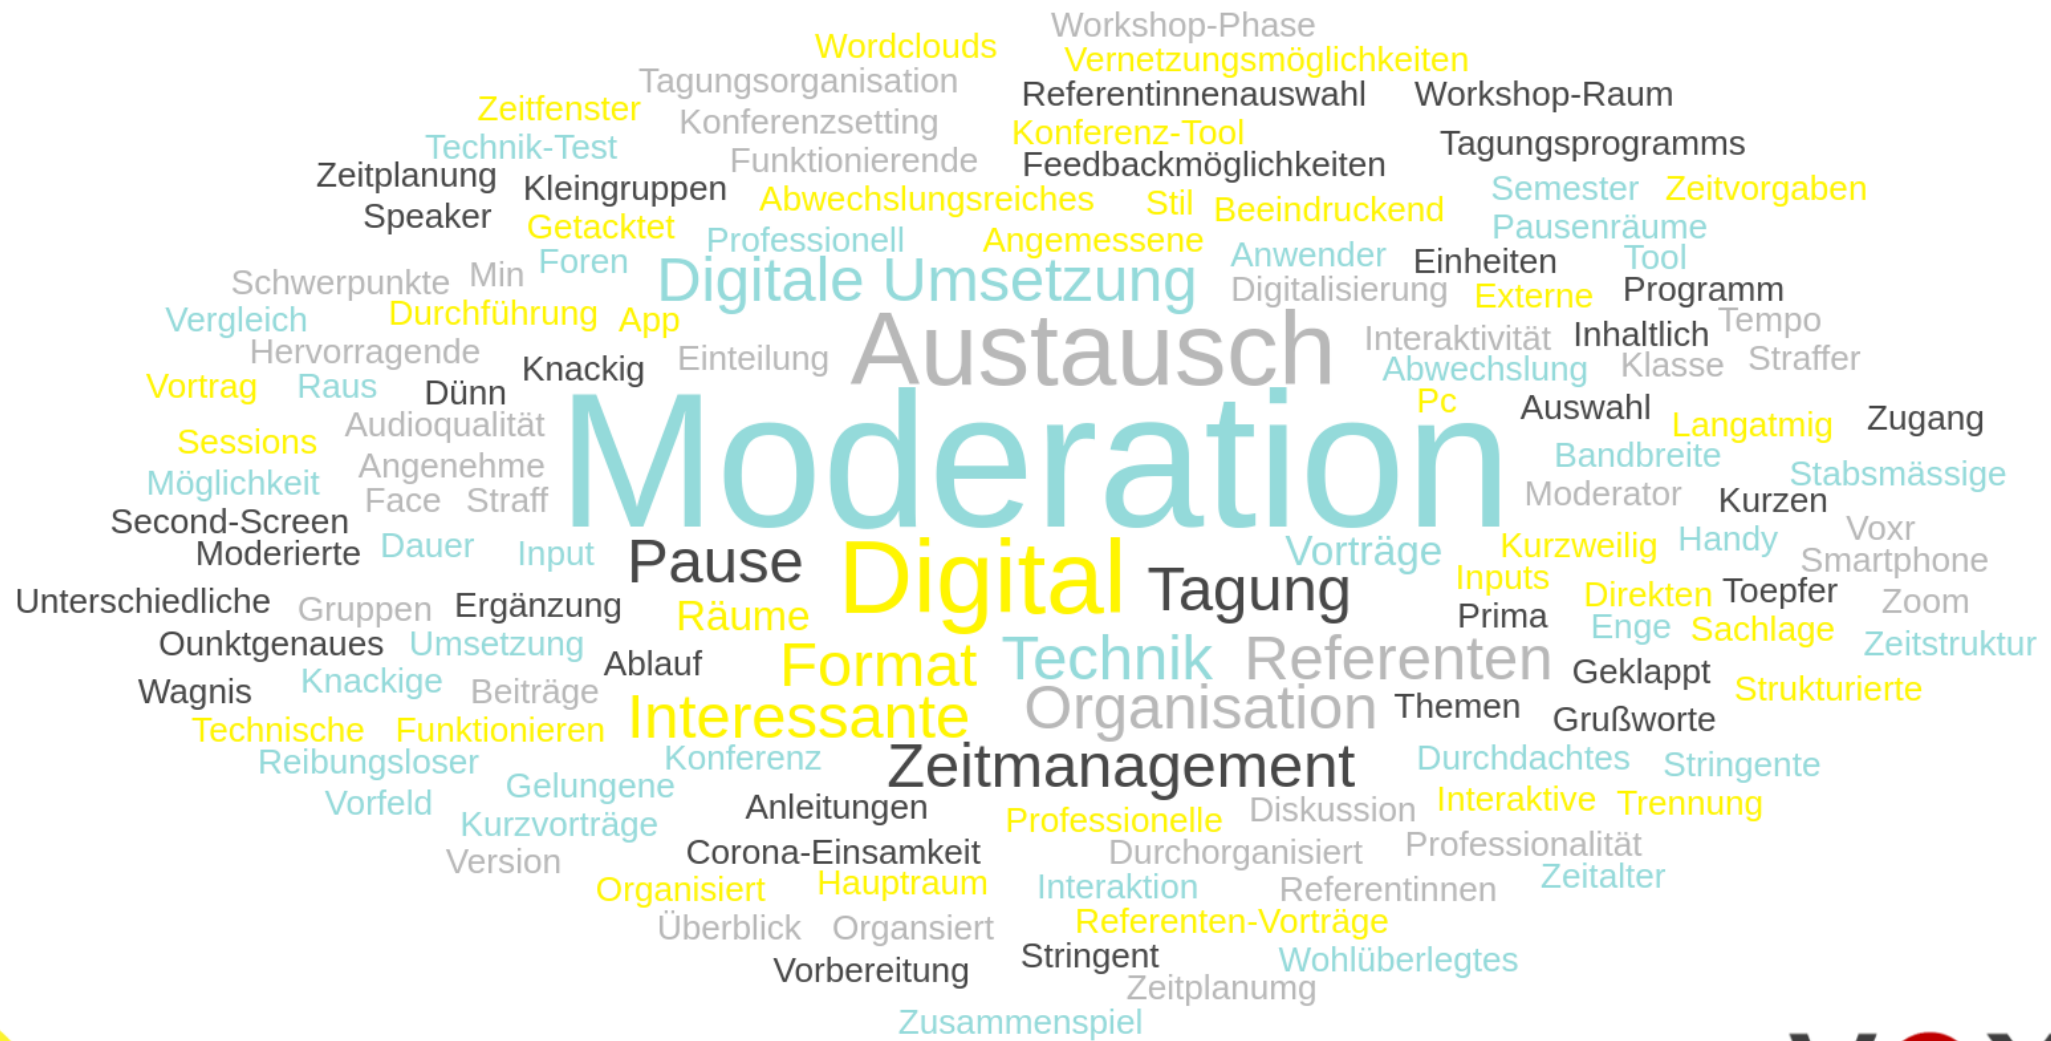 Workshop-Phase
Wordclouds Vernetzungsmöglichkeiten
Tagungsorganisation Referentinnenauswahl Workshop-Raum
Zeitfenster Konferenzsetting Konferenz-Tool
Technik-Test Funktionierende Feedbackmöglichkeiten Tagungsprogramms
Zeitplanung Kleingruppen Abwechslungsreiches Stil Beeindruckend Semester Zeitvorgaben
Speaker Getacktet Professionell Angemessene Pausenräume
Foren Digitale Umsetzung Anwender Einheiten Tool
Schwerpunkte Min Digitalisierung Externe Programm
Vergleich Durchführung App Austausch Interaktivität Inhaltlich Tempo
Hervorragende Knackig Einteilung Abwechslung Klasse Straffer
Vortrag Raus Dünn Pc Auswahl Langatmig Zugang
Audioqualität
Sessions Moderation Bandbreite Stabsmässige
Möglichkeit Angenehme Moderator Kurzen
Face Straff
Second-Screen Voxr
Moderierte Dauer Input Pause Digital Tagung Vorträge Kurzweilig Handy Smartphone
Inputs Direkten Toepfer Zoom
Unterschiedliche Gruppen Ergänzung Räume Prima Enge Sachlage
Ounktgenaues Umsetzung Ablauf Format Technik Referenten Geklappt Zeitstruktur
Wagnis Knackige Beiträge Strukturierte
Technische Funktionieren Interessante Organisation Themen Grußworte
Reibungsloser Konferenz Zeitmanagement Durchdachtes Stringente
Vorfeld Gelungene Anleitungen Professionelle Diskussion Interaktive Trennung
Kurzvorträge
Version Corona-Einsamkeit Durchorganisiert Professionalität
Organisiert Hauptraum Interaktion Referentinnen Zeitalter
Überblick Organsiert Referenten-Vorträge
Vorbereitung Stringent Wohlüberlegtes
Zeitplanumg
Zusammenspiel